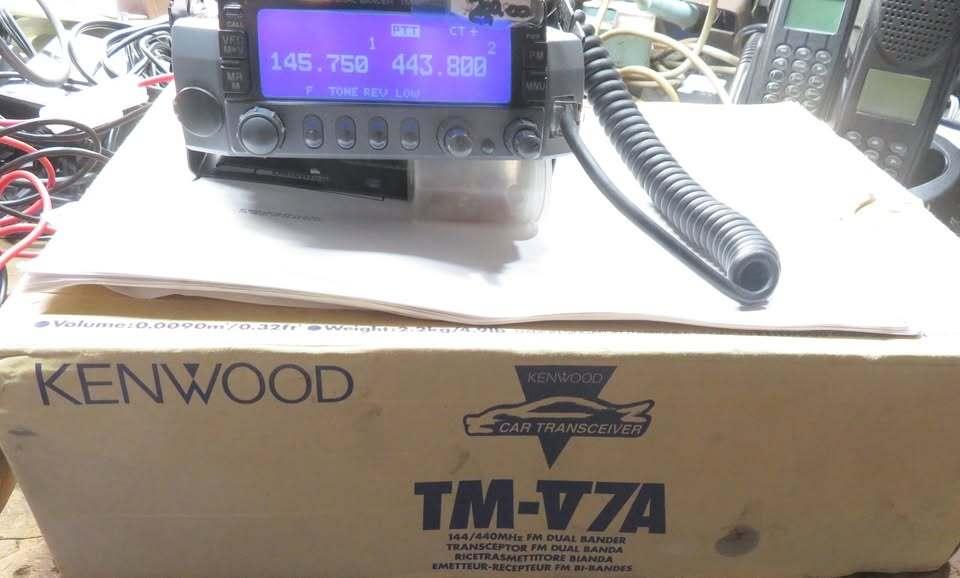 CALL
VFO
MR
M
PTT CT+
PWR
PM
MNU
1 2
145.750 443.800
F TONE REV LOW
Volume:0.0090m³/0.32ft³ ●Weight:2.2kg/4.9lb
KENWOOD
KENWOOD
CAR TRANSCEIVER
TM-V7A
144/440MHz FM DUAL BANDER
TRANSCEPTOR FM DUAL BANDA
RICETRASMETTITORE BIANDA
EMETTEUR-RECEPTEUR FM BI-BANDES